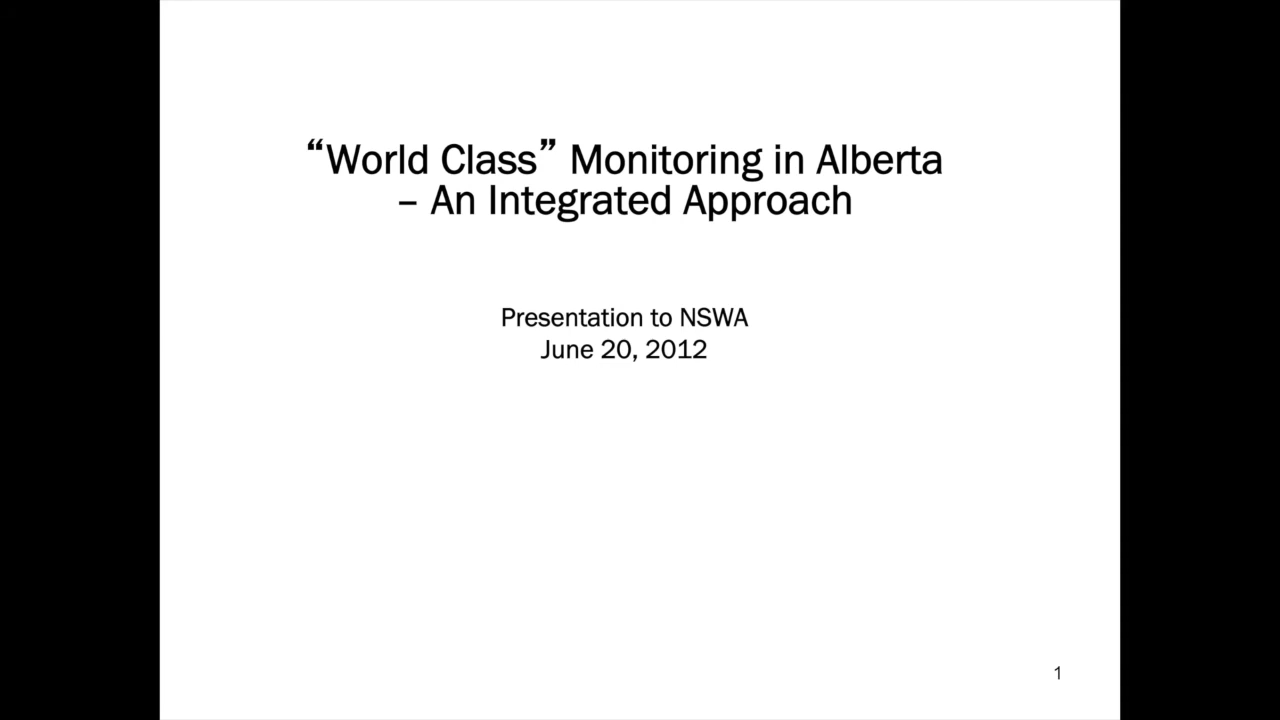 “World Class” Monitoring in Alberta
– An Integrated Approach
Presentation to NSWA
June 20, 2012
1